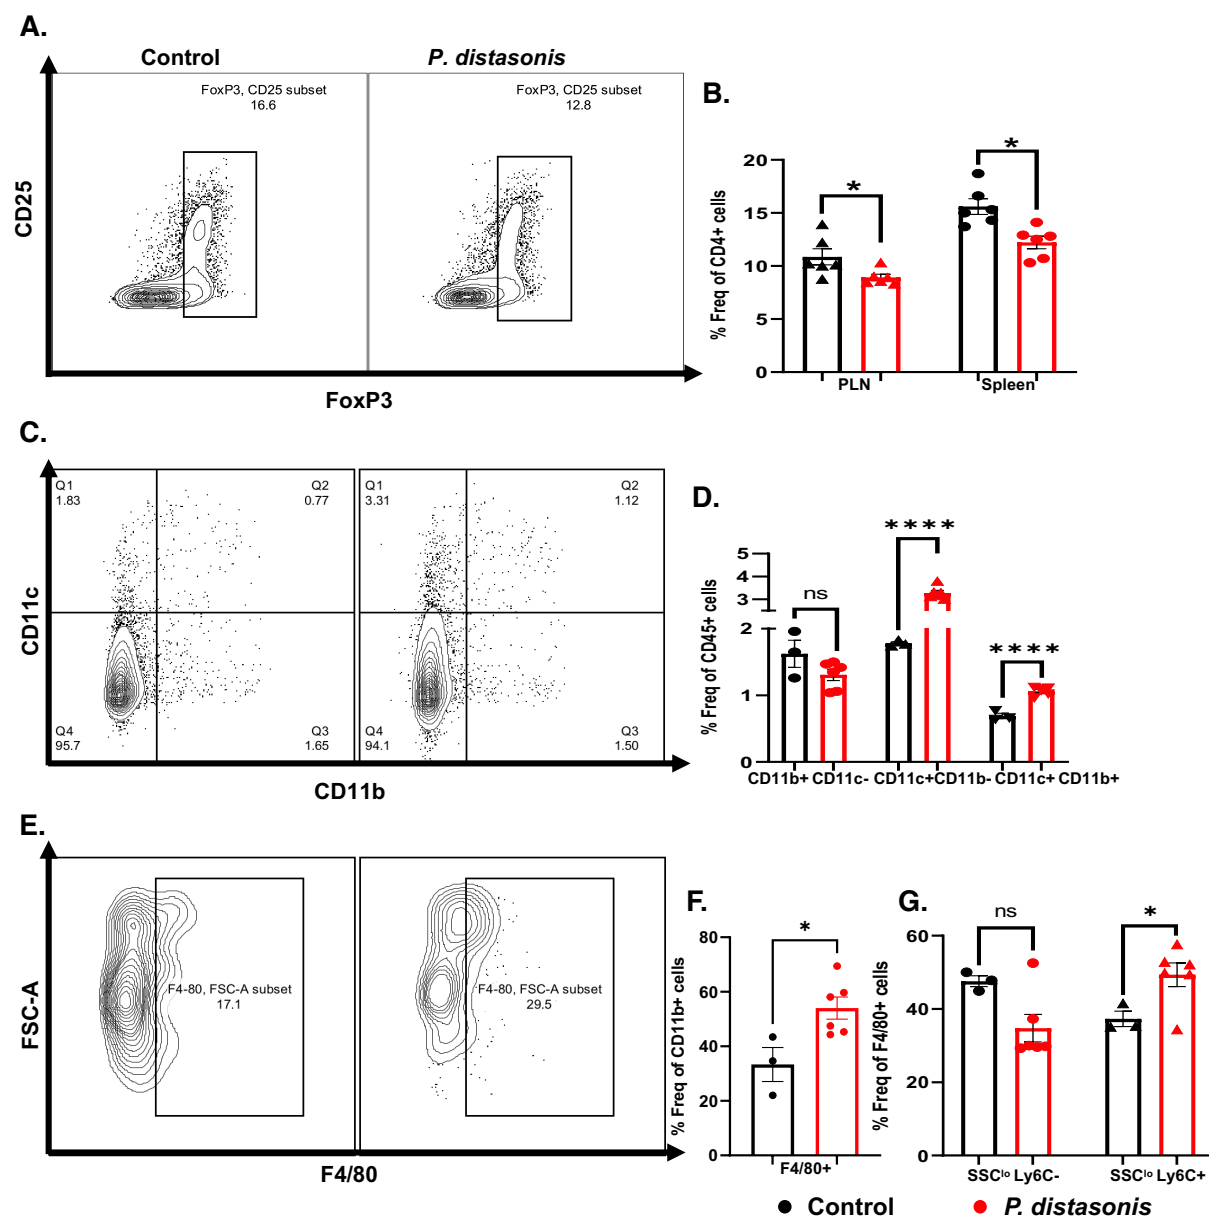 A.
Control
P. distasonis
FoxP3, CD25 subset
16.6
FoxP3, CD25 subset
12.8
CD25
FoxP3
B.
% Freq of CD4+ cells
20
15
10
5
0
*
*
PLN
Spleen
C.
Q1
1.83
Q2
0.77
Q4
95.7
Q3
1.65
Q1
3.31
Q2
1.12
Q4
94.1
Q3
1.50
CD11c
CD11b
D.
% Freq of CD45+ cells
5
4
3
2
1
0
ns
****
****
CD11b+ CD11c- CD11c+CD11b- CD11c+ CD11b+
E.
F4-80, FSC-A subset
17.1
F4-80, FSC-A subset
29.5
FSC-A
F4/80
F.
% Freq of CD11b+ cells
80
60
40
20
0
*
F4/80+
G.
% Freq of F4/80+ cells
60
40
20
0
ns
*
SSClo Ly6C-
SSClo Ly6C+
Control
P. distasonis